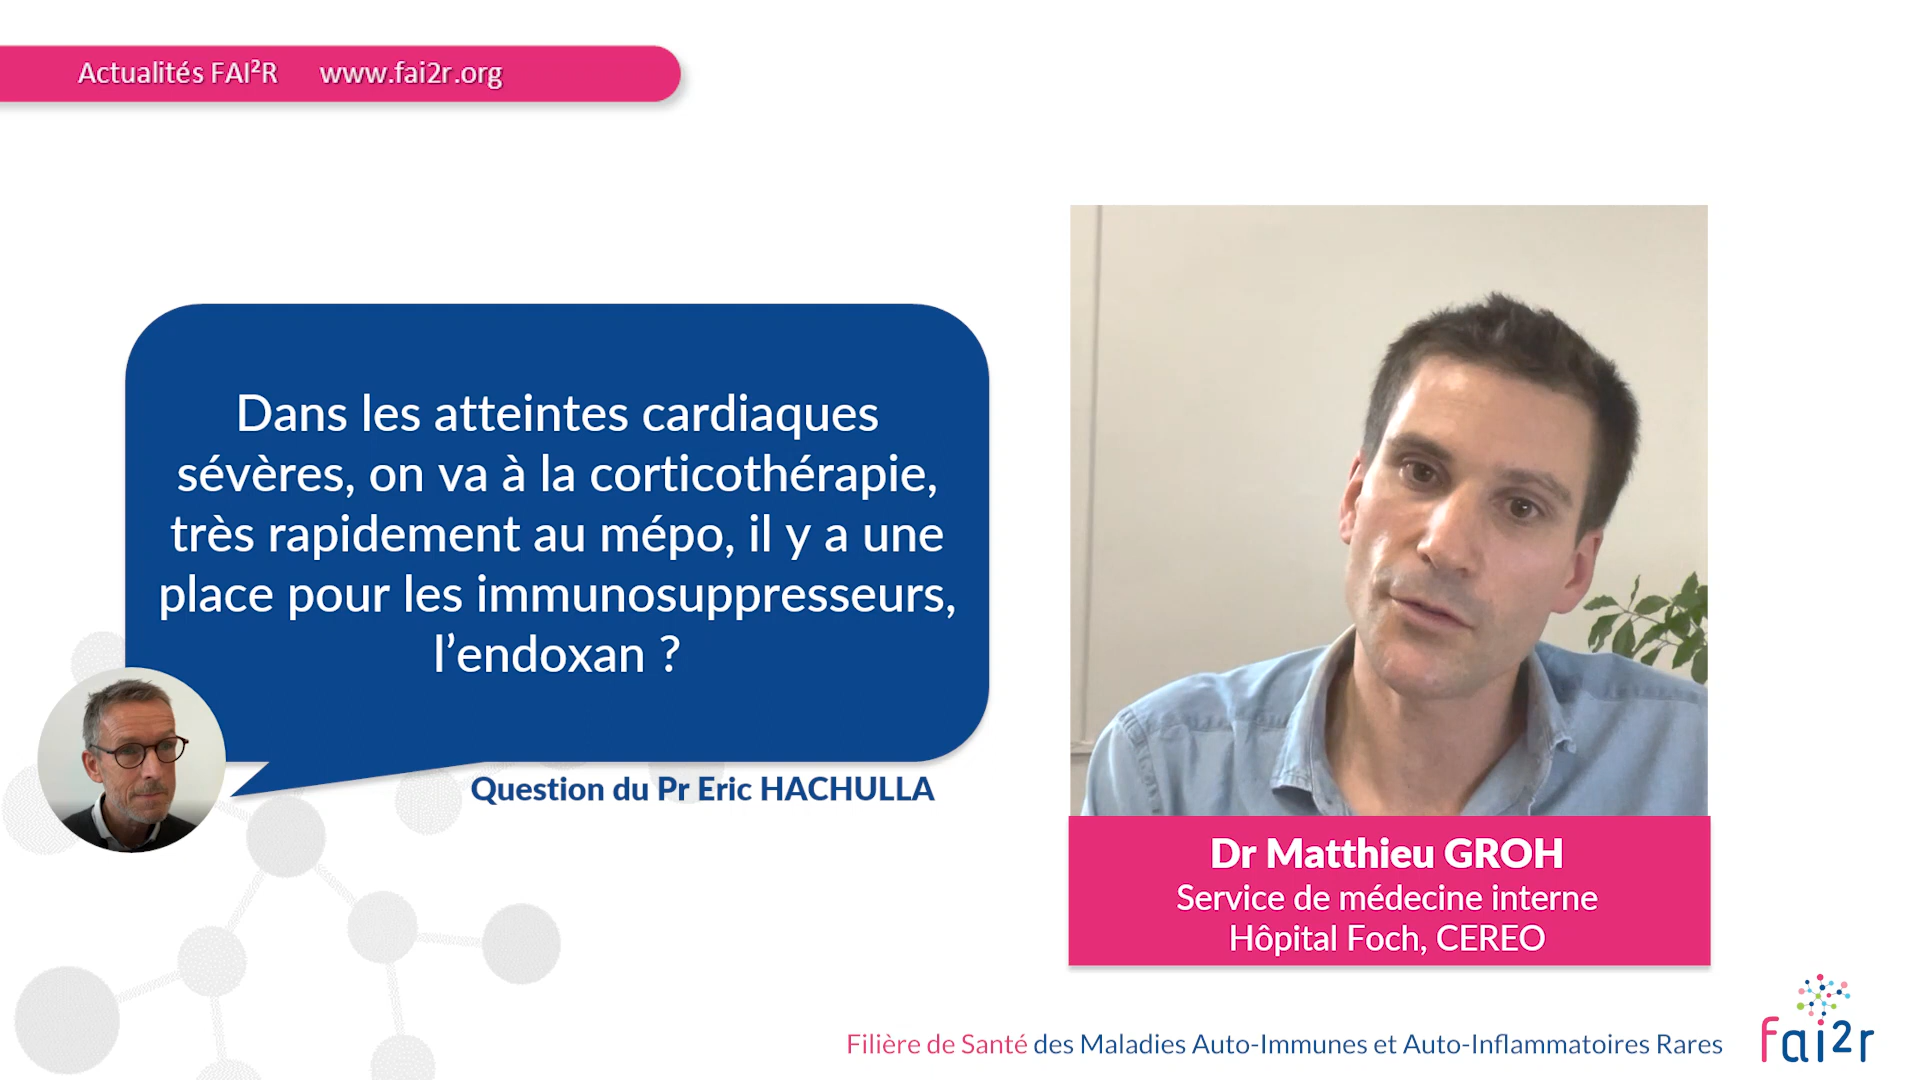 Actualités FAI²R www.fai2r.org
Dans les atteintes cardiaques
sévères, on va à la corticothérapie,
très rapidement au mépo, il y a une
place pour les immunosuppresseurs,
l’endoxan ?
Question du Pr Eric HACHULLA
Dr Matthieu GROH
Service de médecine interne
Hôpital Foch, CEREO
Filière de Santé des Maladies Auto-Immunes et Auto-Inflammatoires Rares
fai2r